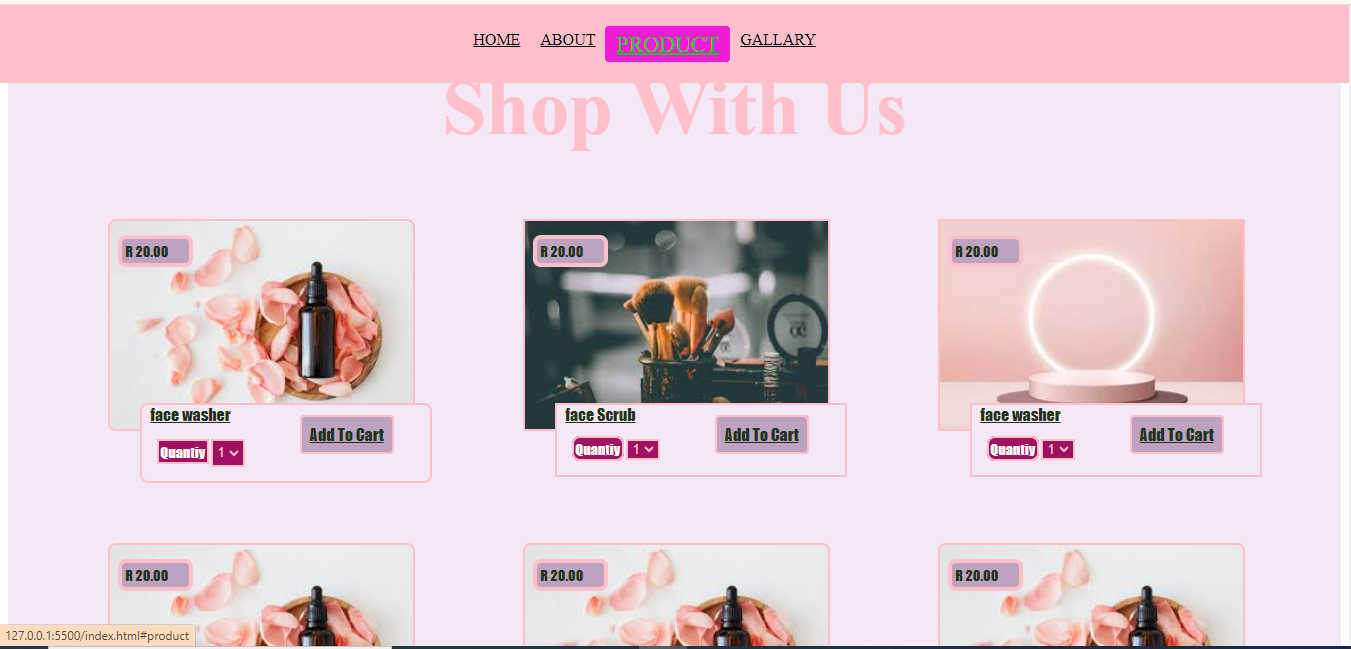 HOME ABOUT PRODUCT GALLARY
Shop With Us
R 20.00 R 20.00 R 20.00
face washer face Scrub face washer
Add To Cart Add To Cart Add To Cart
Quantiy 1 Quantiy 1 Quantiy 1
R 20.00 R 20.00 R 20.00
127.0.0.1:5500/index.html#product